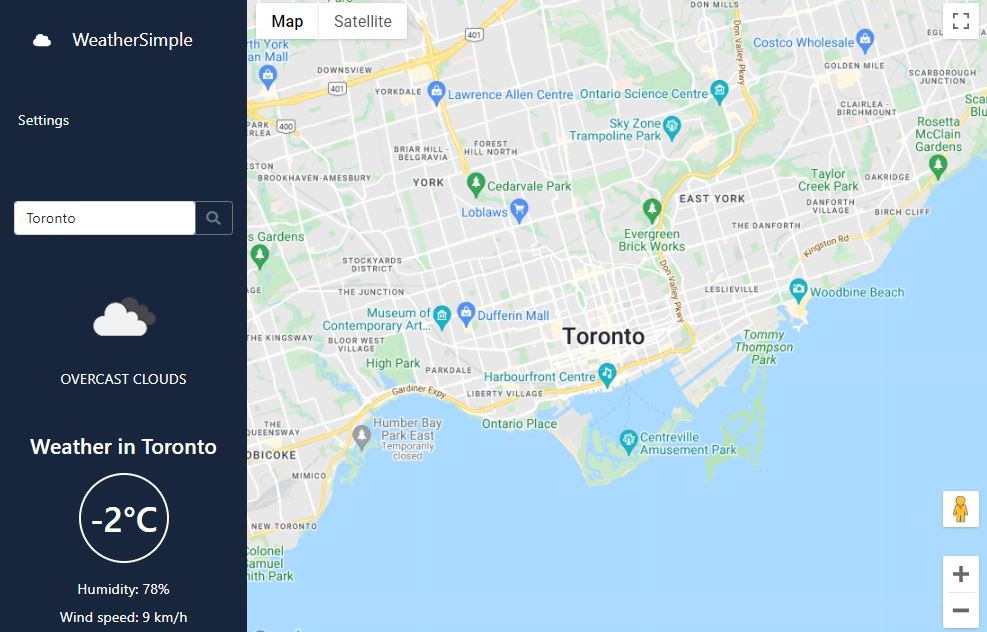 WeatherSimple
Settings
Toronto
OVERCAST CLOUDS
Weather in Toronto
-2°C
Humidity: 78%
Wind speed: 9 km/h
Map
Satellite
401
DON MILLS
Don Valley Pkwy
Costco Wholesale
rth York
an Mall
DOWNSVIEW
GOLDEN MILE
SCARBOROUGH
JUNCTION
401
YORKDALE
Lawrence Allen Centre
Ontario Science Centre
CLAIRLEA -
BIRCHMOUNT
Sca
Blu
PARK
ERLEA
400
Sky Zone
Trampoline Park
Rosetta
McClain
Gardens
BRIAR HILL -
BELGRAVIA
FOREST
HILL NORTH
ESTON
BROOKHAVEN-AMESBURY
YORK
Cedarvale Park
Taylor
Creek Park
OAKRIDGE
EAST YORK
DANFORTH
VILLAGE
BIRCH CLIFF
Loblaws
THE DANFORTH
s Gardens
Evergreen
Brick Works
Kingston Rd
STOCKYARDS
DISTRICT
Don Valley Pkwy
AGE
THE JUNCTION
LESLIEVILLE
Woodbine Beach
Museum of
Contemporary Art...
Dufferin Mall
THE KINGSWAY
BLOOR WEST
VILLAGE
Toronto
Tommy
Thompson
Park
High Park
PARKDALE
Harbourfront Centre
Gardiner Expy
LIBERTY VILLAGE
THE
QUEENSWAY
Humber Bay
Park East
Temporarily
closed
Ontario Place
Centreville
Amusement Park
OBICOKE
MIMICO
NEW TORONTO
Colonel
Samuel
mith Park